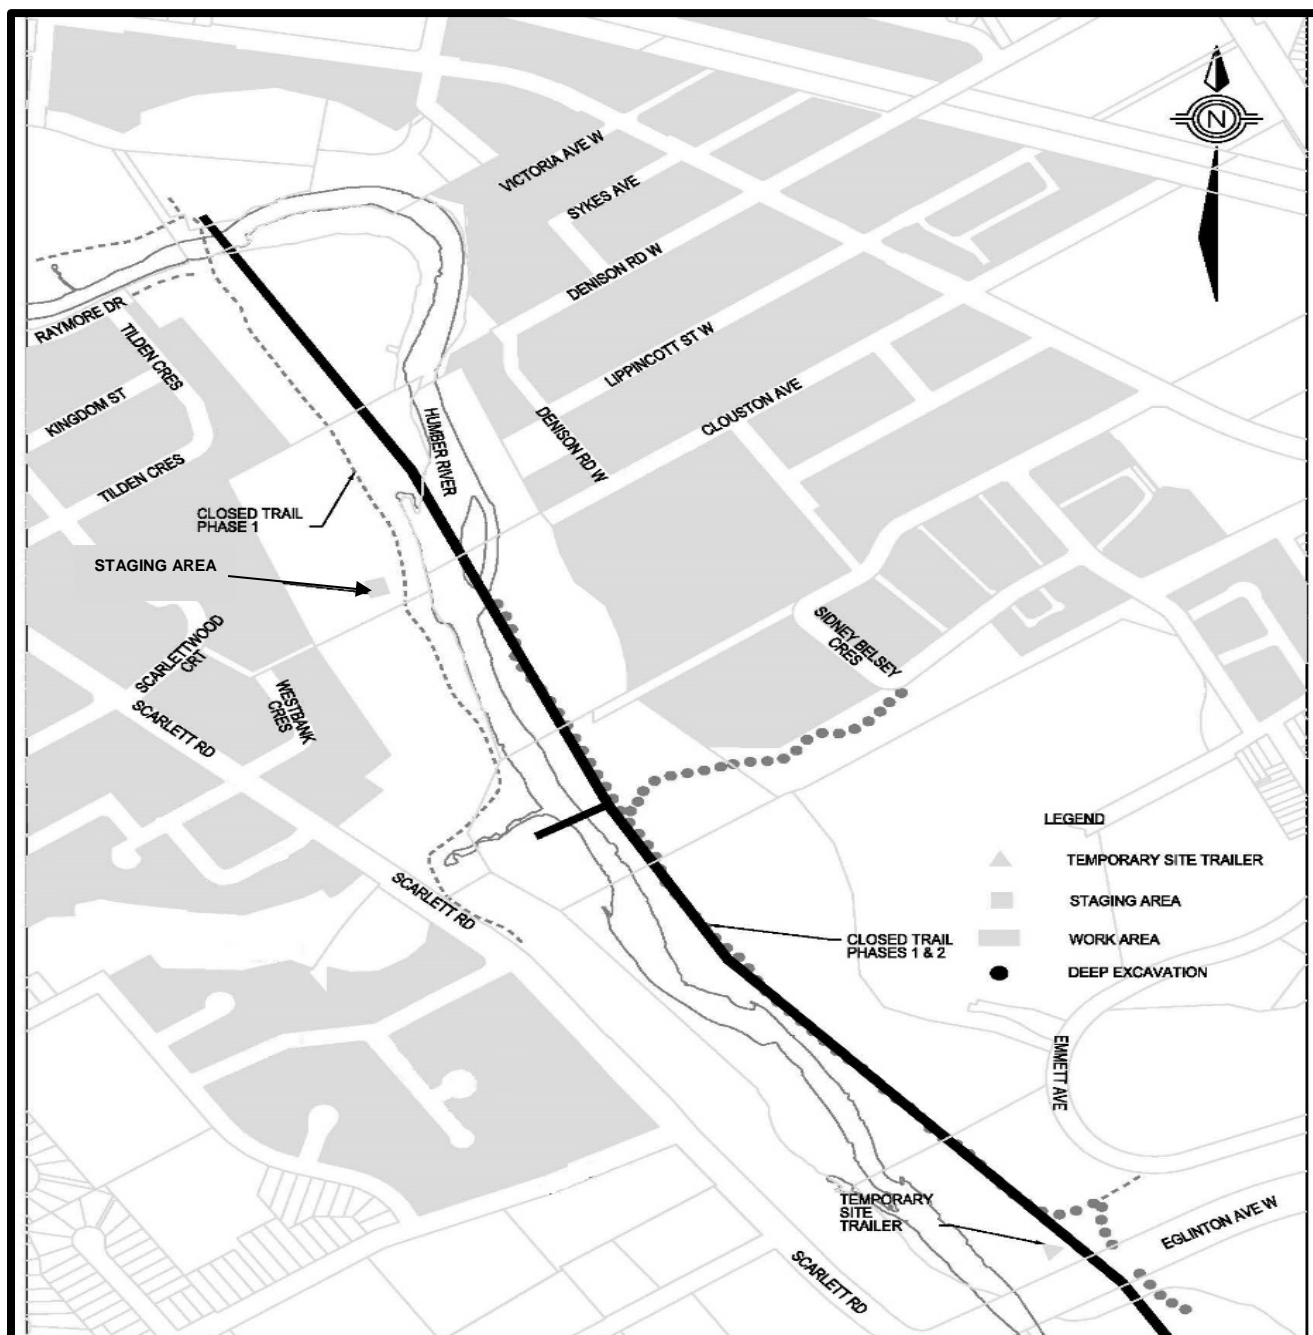 N
VICTORIA AVE W
SYKES AVE
DENISON RD W
RAYMORE DR
TILDEN CRES
LIPPINCOTT ST W
KINGDOM ST
CLOUSTON AVE
HUMBER RIVER
DENISON RD W
TILDEN CRES
CLOSED TRAIL
PHASE 1
STAGING AREA
SCARLETTWOOD
CRT
SIDNEY BELSEY
CRES
WESTBANK
CRES
SCARLETT RD
LEGEND
TEMPORARY SITE TRAILER
STAGING AREA
WORK AREA
DEEP EXCAVATION
SCARLETT RD
CLOSED TRAIL
PHASES 1 & 2
EMMETT AVE
TEMPORARY
SITE
TRAILER
EGLINTON AVE W
SCARLETT RD